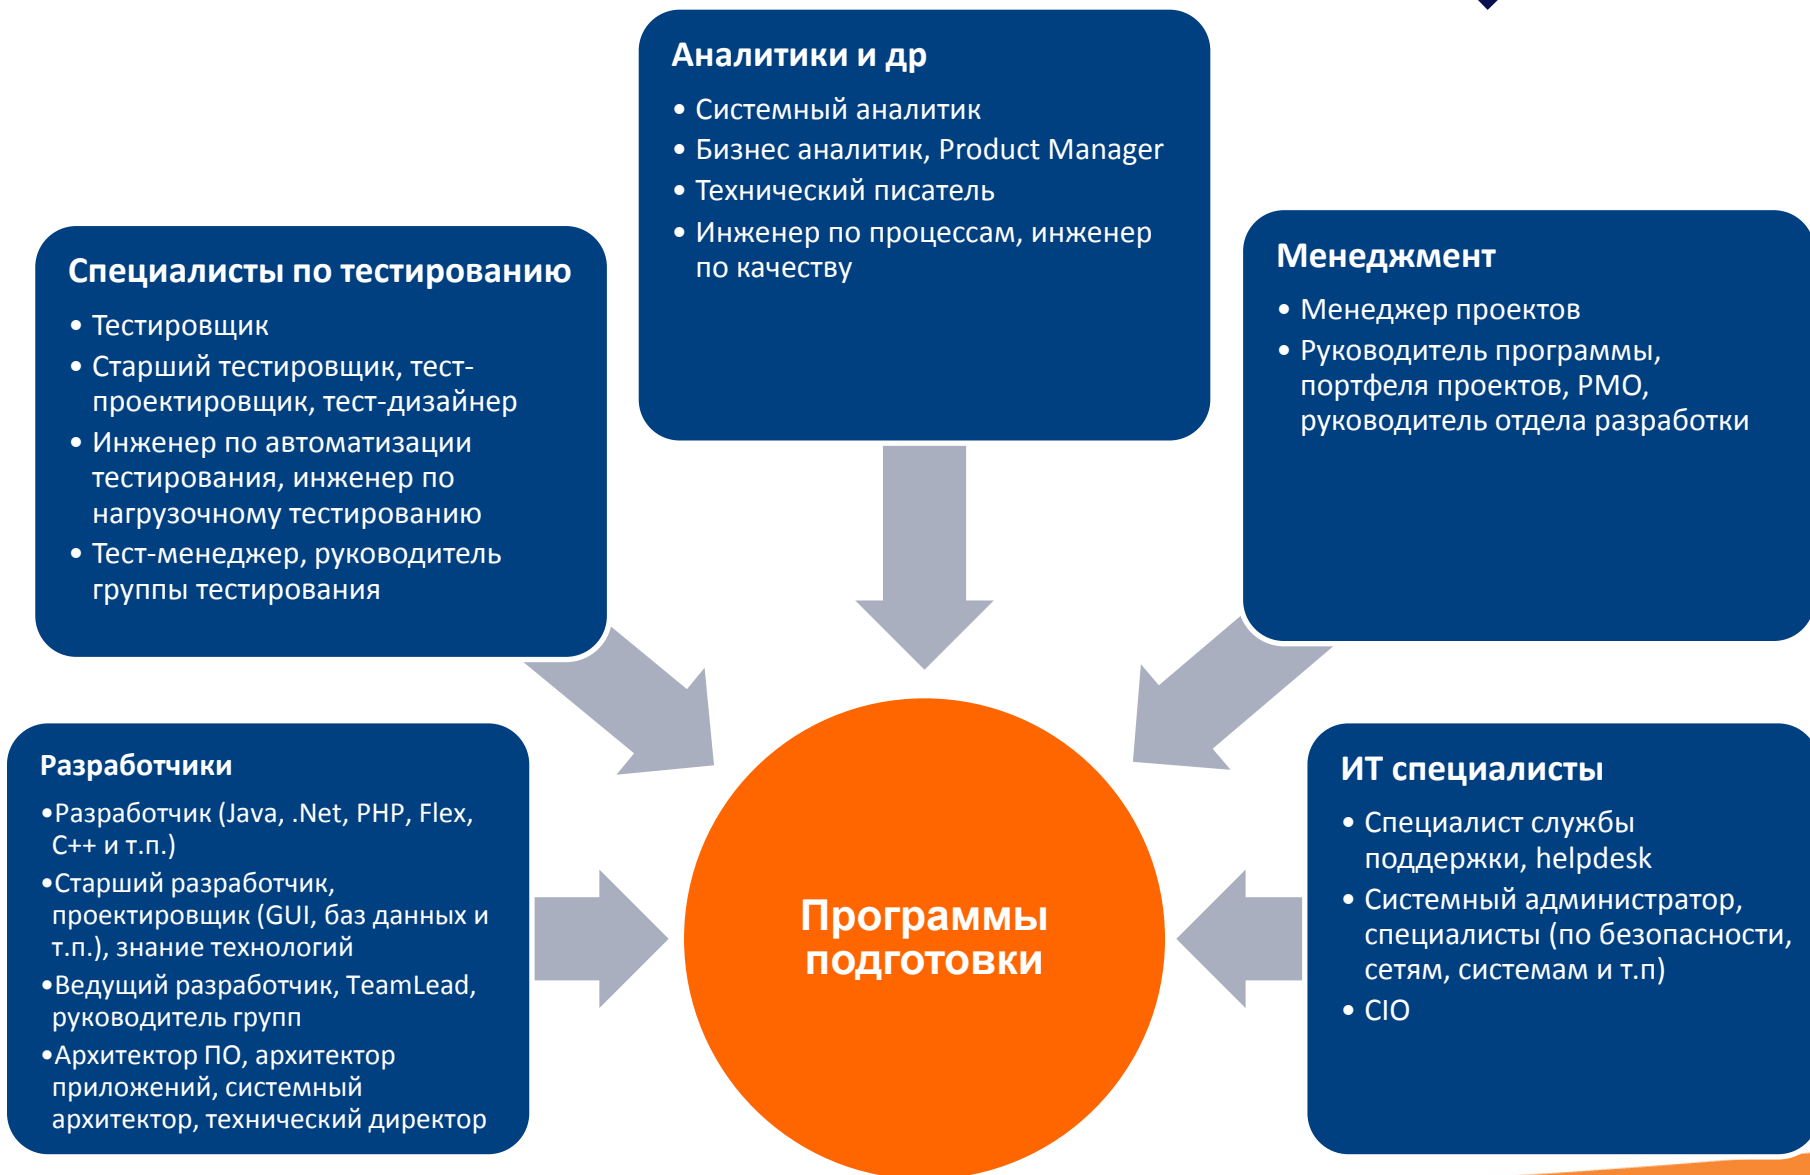 Аналитики и др
• Системный аналитик
• Бизнес аналитик, Product Manager
• Технический писатель
• Инженер по процессам, инженер
по качеству
Специалисты по тестированию
• Тестировщик
• Старший тестировщик, тест-
проектировщик, тест-дизайнер
• Инженер по автоматизации
тестирования, инженер по
нагрузочному тестированию
• Тест-менеджер, руководитель
группы тестирования
Менеджмент
• Менеджер проектов
• Руководитель программы,
портфеля проектов, PMO,
руководитель отдела разработки
Разработчики
•Разработчик (Java, .Net, PHP, Flex,
C++ и т.п.)
•Старший разработчик,
проектировщик (GUI, баз данных и
т.п.), знание технологий
•Ведущий разработчик, TeamLead,
руководитель групп
•Архитектор ПО, архитектор
приложений, системный
архитектор, технический директор
Программы
подготовки
ИТ специалисты
• Специалист службы
поддержки, helpdesk
• Системный администратор,
специалисты (по безопасности,
сетям, системам и т.п)
• CIO